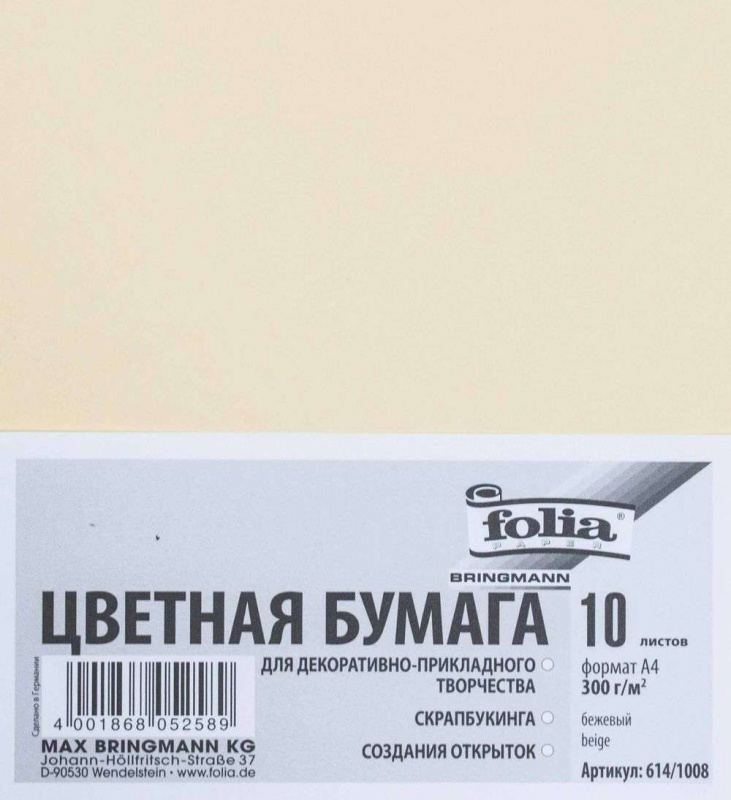 folia®
PAPER
BRINGMANN
ЦВЕТНАЯ БУМАГА
10 листов
ДЛЯ ДЕКОРАТИВНО-ПРИКЛАДНОГО
ТВОРЧЕСТВА
СКРАПБУКИНГА
СОЗДАНИЯ ОТКРЫТОК
формат А4
300 г/м²
бежевый
beige
Артикул: 614/1008
Сделано в Германии
4 001868 052589
MAX BRINGMANN KG
Johann-Höllfritsch-Straße 37
D-90530 Wendelstein • www.folia.de